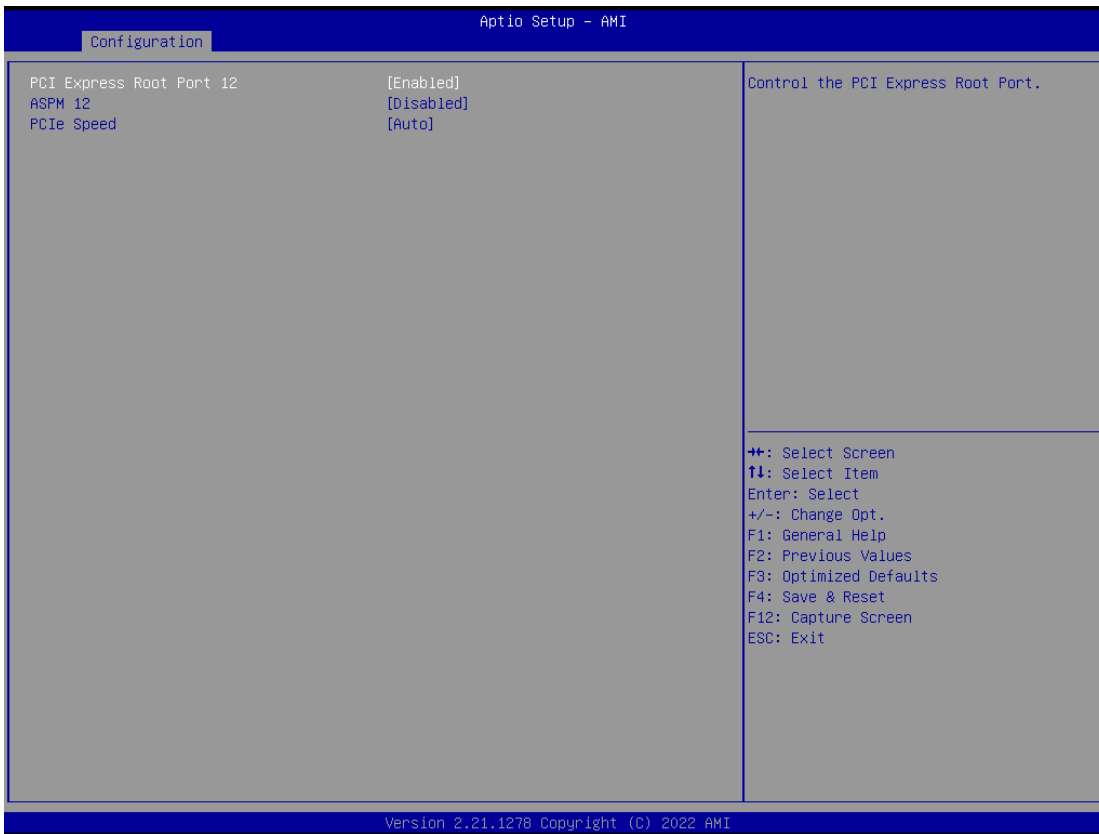 Aptio Setup - AMI
Configuration
PCI Express Root Port 12 [Enabled]
ASPM 12 [Disabled]
PCIe Speed [Auto]
Control the PCI Express Root Port.
→←: Select Screen
↑↓: Select Item
Enter: Select
+/-: Change Opt.
F1: General Help
F2: Previous Values
F3: Optimized Defaults
F4: Save & Reset
F12: Capture Screen
ESC: Exit
Version 2.21.1278 Copyright (C) 2022 AMI